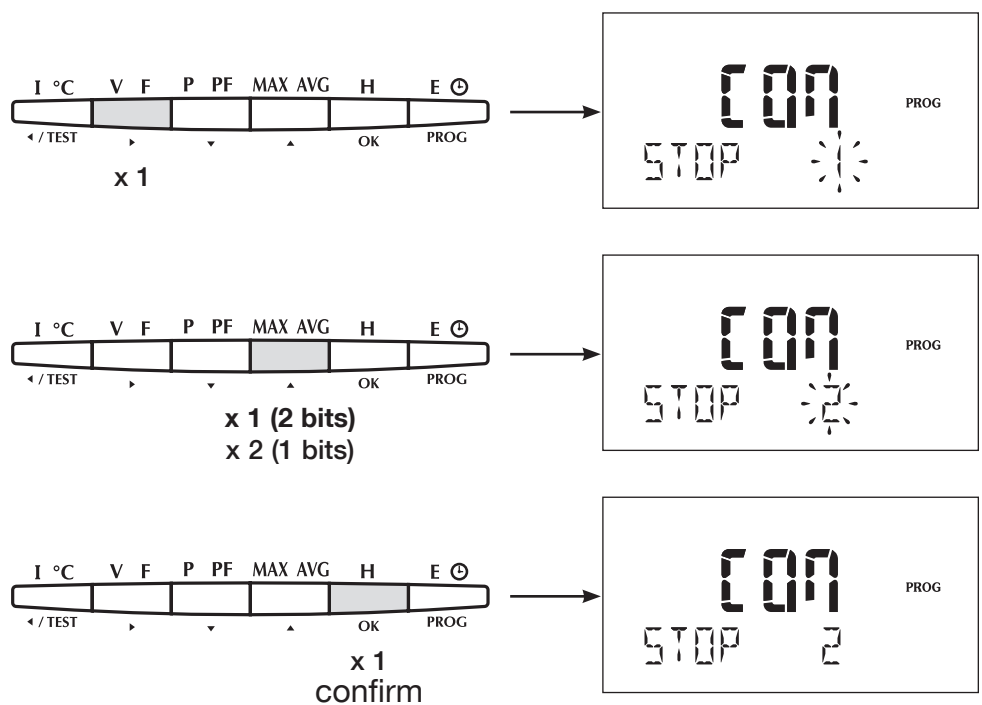 I °C V F P PF MAX AVG H E
/ TEST OK PROG
x 1
COM PROG
STOP 1
I °C V F P PF MAX AVG H E
/ TEST OK PROG
x 1 (2 bits)
x 2 (1 bits)
COM PROG
STOP 2
I °C V F P PF MAX AVG H E
/ TEST OK PROG
x 1
confirm
COM PROG
STOP 2